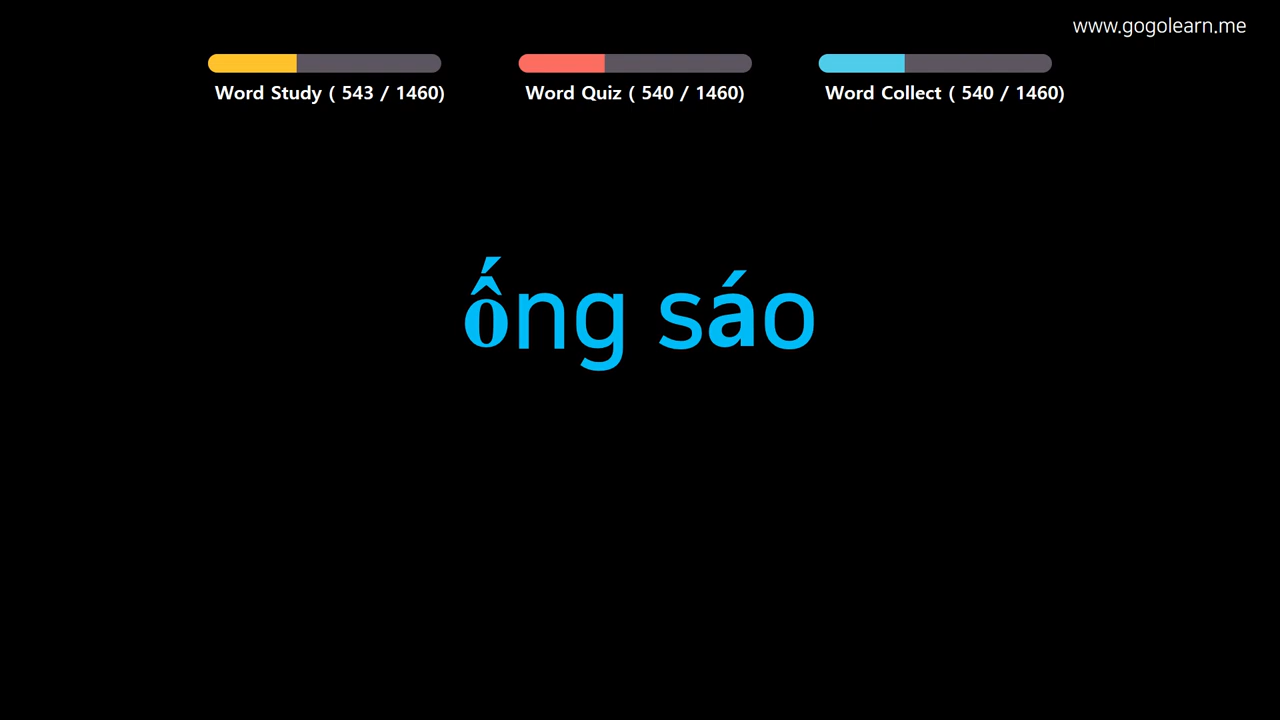 www.gogolearn.me
Word Study ( 543 / 1460)
Word Quiz ( 540 / 1460)
Word Collect ( 540 / 1460)
ống sáo